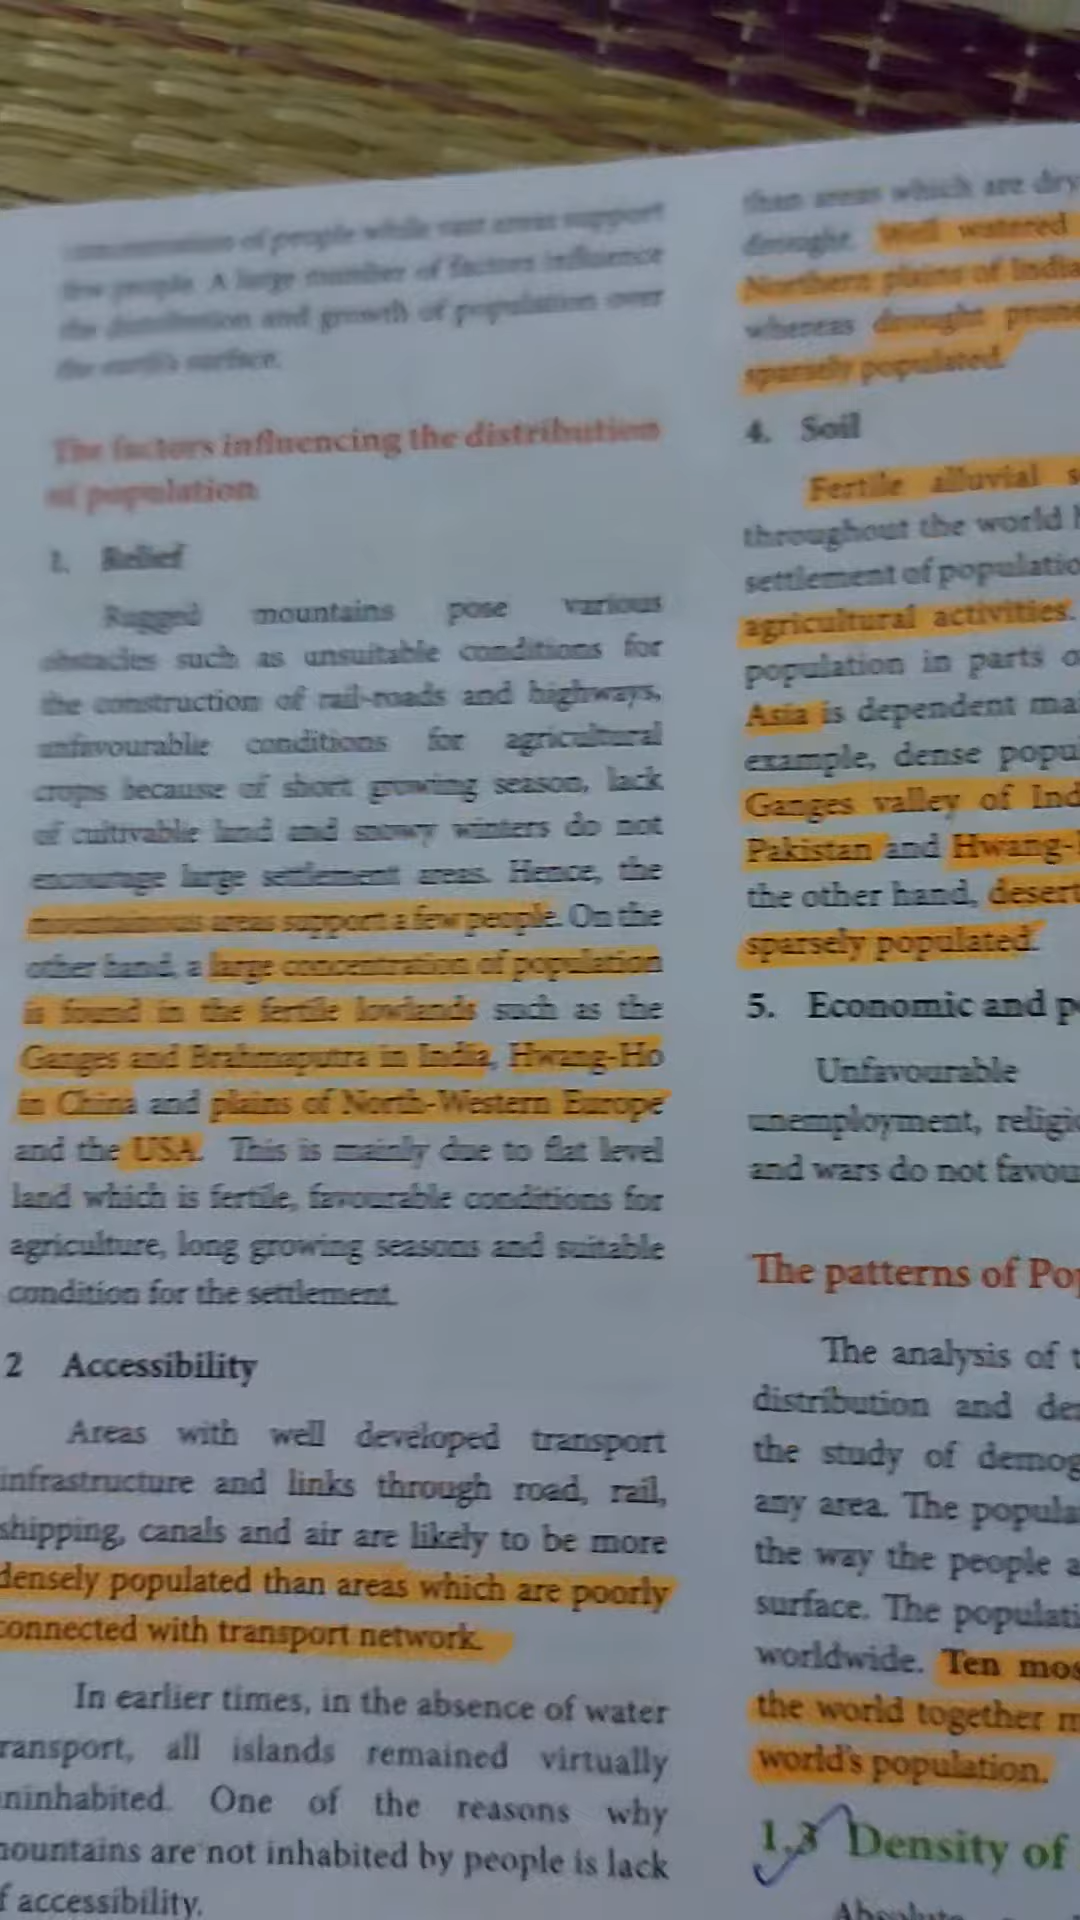 concentration of people while vast areas support
few people. A large number of factors influence
the distribution and growth of population over
the earth's surface.
The factors influencing the distribution
of population
1. Relief
Rugged mountains pose various
obstacles such as unsuitable conditions for
the construction of rail-roads and highways,
unfavourable conditions for agricultural
crops because of short growing season, lack
of cultivable land and snowy winters do not
encourage large settlement areas. Hence, the
mountainous areas support a few people. On the
other hand, a large concentration of population
is found in the fertile lowlands such as the
Ganges and Brahmaputra in India, Hwang-Ho
in China and plains of North-Western Europe
and the USA. This is mainly due to flat level
land which is fertile, favourable conditions for
agriculture, long growing seasons and suitable
condition for the settlement.
2 Accessibility
Areas with well developed transport
infrastructure and links through road, rail,
shipping, canals and air are likely to be more
densely populated than areas which are poorly
connected with transport network.
In earlier times, in the absence of water
ransport, all islands remained virtually
ninhabited. One of the reasons why
mountains are not inhabited by people is lack
f accessibility.
than areas which are dry
drought. Well watered
Northern plains of India
whereas drought prone
sparsely populated.
4. Soil
Fertile alluvial s
throughout the world h
settlement of populatio
agricultural activities.
population in parts o
Asia is dependent mai
example, dense popu
Ganges valley of Ind
Pakistan and Hwang-
the other hand, desert
sparsely populated.
5. Economic and p
Unfavourable
unemployment, religi
and wars do not favou
The patterns of Pop
The analysis of t
distribution and de
the study of demog
any area. The popula
the way the people a
surface. The populati
worldwide. Ten mos
the world together m
world's population.
1.3 Density of
Absolute